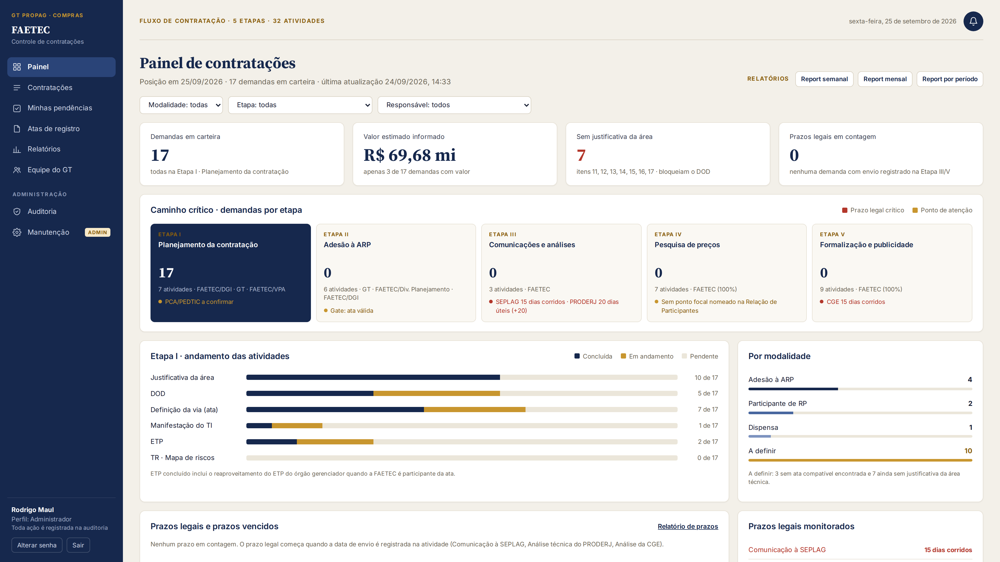 GT PROPAG · COMPRAS
FAETEC
Controle de contratações
Painel
Contratações
Minhas pendências
Atas de registro
Relatórios
Equipe do GT
ADMINISTRAÇÃO
Auditoria
Manutenção ADMIN
Rodrigo Maul
Perfil: Administrador
Toda ação é registrada na auditoria
Alterar senha Sair
FLUXO DE CONTRATAÇÃO · 5 ETAPAS · 32 ATIVIDADES
sexta-feira, 25 de setembro de 2026
Painel de contratações
Posição em 25/09/2026 · 17 demandas em carteira · última atualização 24/09/2026, 14:33
RELATÓRIOS Report semanal Report mensal Report por período
Modalidade: todas Etapa: todas Responsável: todos
Demandas em carteira
17
todas na Etapa I · Planejamento da contratação
Valor estimado informado
R$ 69,68 mi
apenas 3 de 17 demandas com valor
Sem justificativa da área
7
itens 11, 12, 13, 14, 15, 16, 17 · bloqueiam o DOD
Prazos legais em contagem
0
nenhuma demanda com envio registrado na Etapa III/V
Caminho crítico · demandas por etapa
Prazo legal crítico Ponto de atenção
ETAPA I
Planejamento da contratação
17
7 atividades · FAETEC/DGI · GT · FAETEC/VPA
PCA/PEDTIC a confirmar
ETAPA II
Adesão à ARP
0
6 atividades · GT · FAETEC/Div. Planejamento ·
FAETEC/DGI
Gate: ata válida
ETAPA III
Comunicações e análises
0
3 atividades · FAETEC
SEPLAG 15 dias corridos · PRODERJ 20 dias
úteis (+20)
ETAPA IV
Pesquisa de preços
0
7 atividades · FAETEC (100%)
Sem ponto focal nomeado na Relação de
Participantes
ETAPA V
Formalização e publicidade
0
9 atividades · FAETEC (100%)
CGE 15 dias corridos
Etapa I · andamento das atividades
Concluída Em andamento Pendente
Justificativa da área 10 de 17
DOD 5 de 17
Definição da via (ata) 7 de 17
Manifestação do TI 1 de 17
ETP 2 de 17
TR · Mapa de riscos 0 de 17
ETP concluído inclui o reaproveitamento do ETP do órgão gerenciador quando a FAETEC é participante da ata.
Por modalidade
Adesão à ARP 4
Participante de RP 2
Dispensa 1
A definir 10
A definir: 3 sem ata compatível encontrada e 7 ainda sem justificativa da área
técnica.
Prazos legais e prazos vencidos
Relatório de prazos
Nenhum prazo em contagem. O prazo legal começa quando a data de envio é registrada na atividade (Comunicação à SEPLAG, Análise técnica do PRODERJ, Análise da CGE).
Prazos legais monitorados
Comunicação à SEPLAG 15 dias corridos